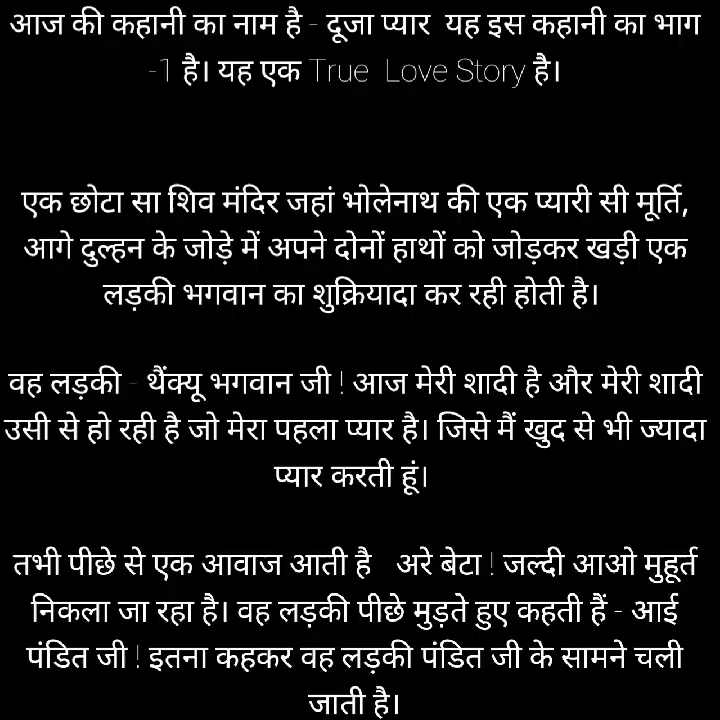 आज की कहानी का नाम है - दूजा प्यार यह इस कहानी का भाग
-1 है। यह एक True Love Story है।
एक छोटा सा शिव मंदिर जहां भोलेनाथ की एक प्यारी सी मूर्ति,
आगे दुल्हन के जोड़े में अपने दोनों हाथों को जोड़कर खड़ी एक
लड़की भगवान का शुक्रियादा कर रही होती है।
वह लड़की - थैंक्यू भगवान जी ! आज मेरी शादी है और मेरी शादी
उसी से हो रही है जो मेरा पहला प्यार है। जिसे मैं खुद से भी ज्यादा
प्यार करती हूं।
तभी पीछे से एक आवाज आती है अरे बेटा ! जल्दी आओ मुहूर्त
निकला जा रहा है। वह लड़की पीछे मुड़ते हुए कहती हैं - आई
पंडित जी ! इतना कहकर वह लड़की पंडित जी के सामने चली
जाती है।